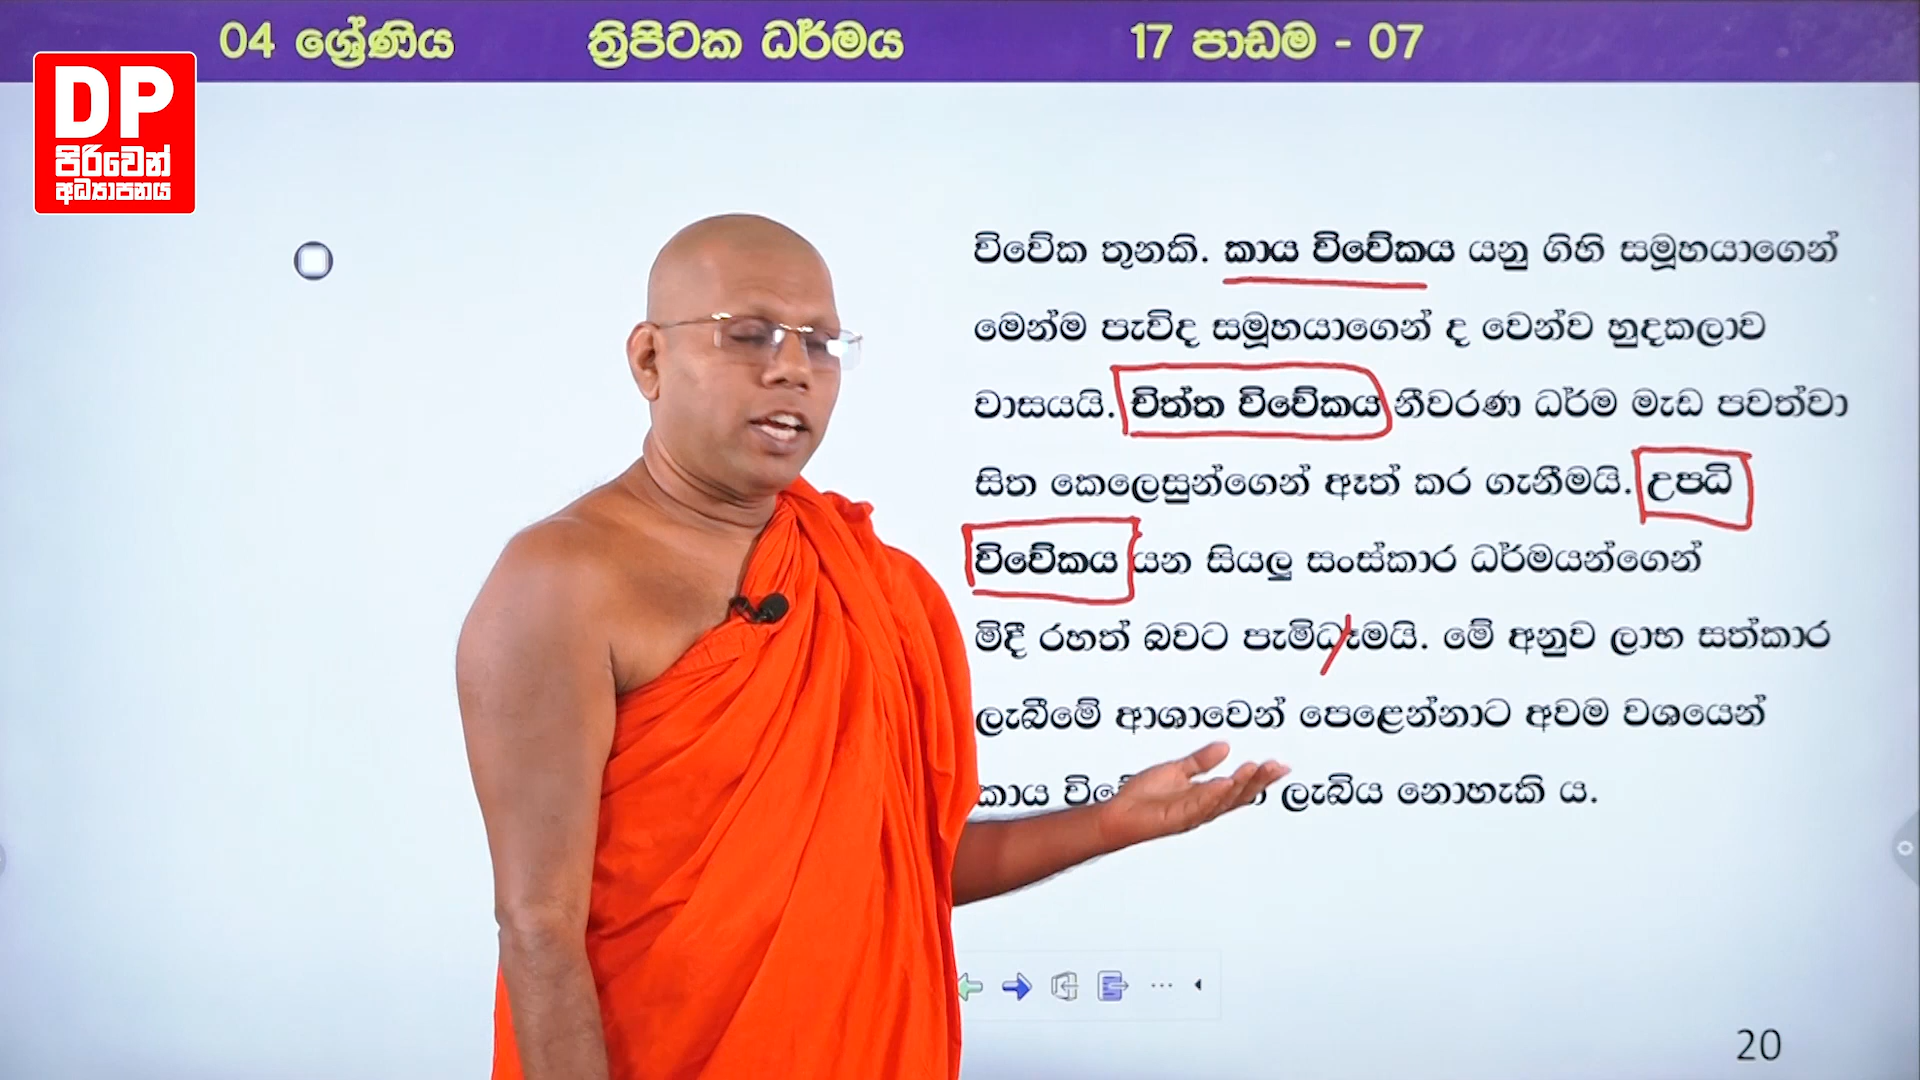 04 ශ්‍රේණිය ත්‍රිපිටක ධර්මය 17 පාඩම - 07
DP
පිරිවෙන්
අධ්‍යාපනය
විවේක තුනකි. කාය විවේකය යනු ගිහි සමූහයාගෙන්
මෙන්ම පැවිද සමූහයාගෙන් ද වෙන්ව හුදකලාව
වාසයයි. චිත්ත විවේකය නීවරණ ධර්ම මැඩ පවත්වා
සිත කෙලෙසුන්ගෙන් ඈත් කර ගැනීමයි. උපධි
විවේකය යන සියලු සංස්කාර ධර්මයන්ගෙන්
මිදී රහත් බවට පැමිධෑමයි. මේ අනුව ලාභ සත්කාර
ලැබීමේ ආශාවෙන් පෙළෙන්නාට අවම වශයෙන්
කාය ලැබිය නොහැකි ය.
20